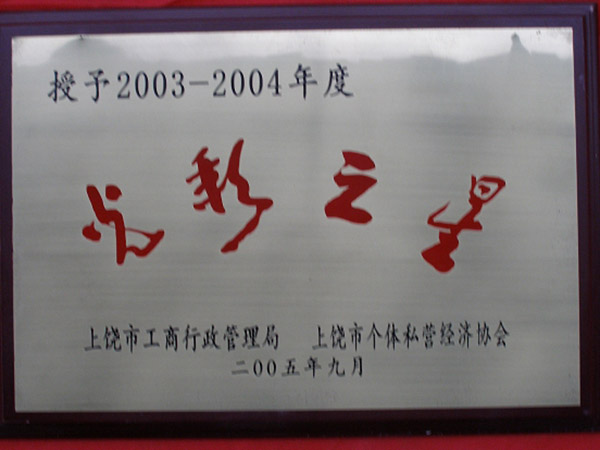 授予2003-2004年度
光彩之星
上饶市工商行政管理局 上饶市个体私营经济协会
二00五年九月